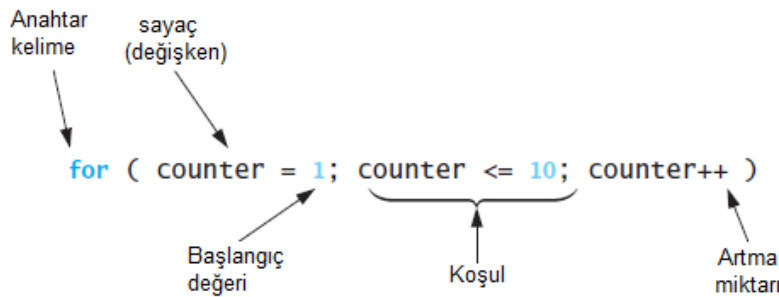 Anahtar
kelime
sayaç
(değişken)
for ( counter = 1; counter <= 10; counter++ )
Başlangıç
değeri
Koşul
Artma
miktarı